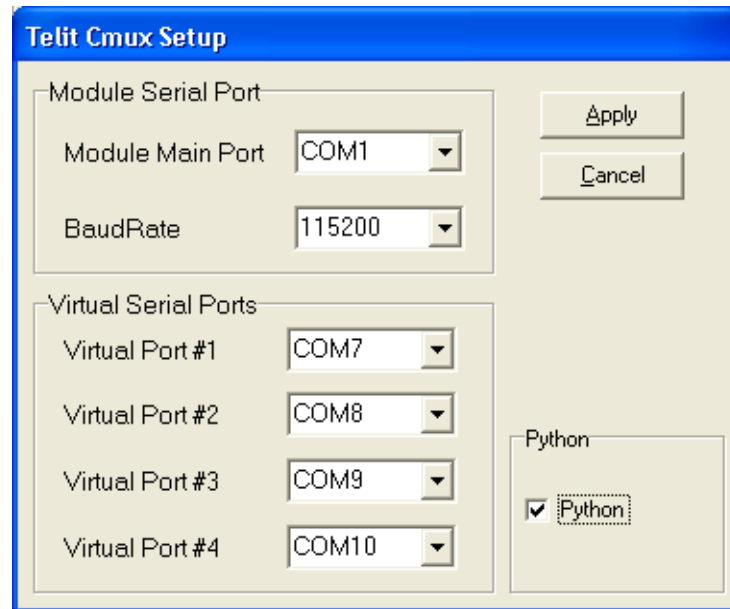 Telit Cmux Setup
Module Serial Port
Module Main Port COM1
BaudRate 115200
Apply
Cancel
Virtual Serial Ports
Virtual Port #1 COM7
Virtual Port #2 COM8
Virtual Port #3 COM9
Virtual Port #4 COM10
Python
Python